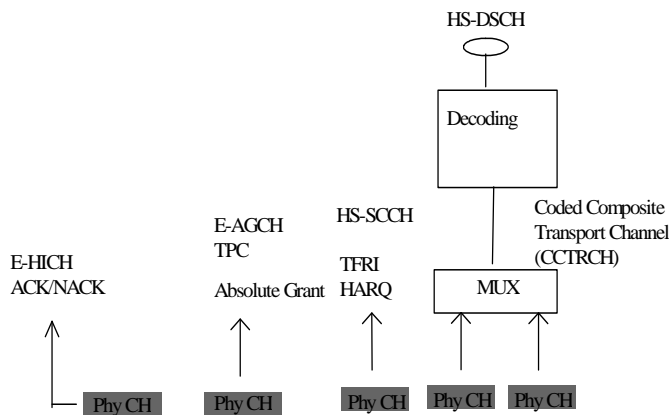 HS-DSCH
Decoding
Coded Composite
Transport Channel
(CCTRCH)
HS-SCCH
TFRI
HARQ
MUX
E-AGCH
TPC
Absolute Grant
E-HICH
ACK/NACK
Phy CH
Phy CH
Phy CH
Phy CH
Phy CH